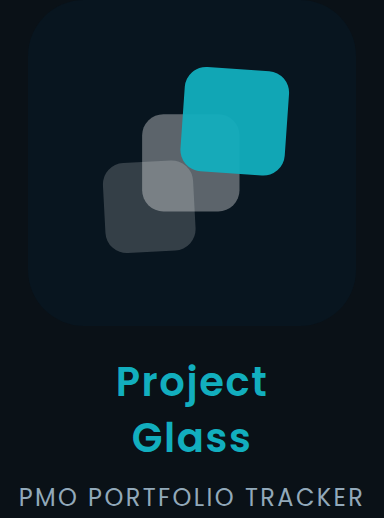 Project
Glass
PMO PORTFOLIO TRACKER